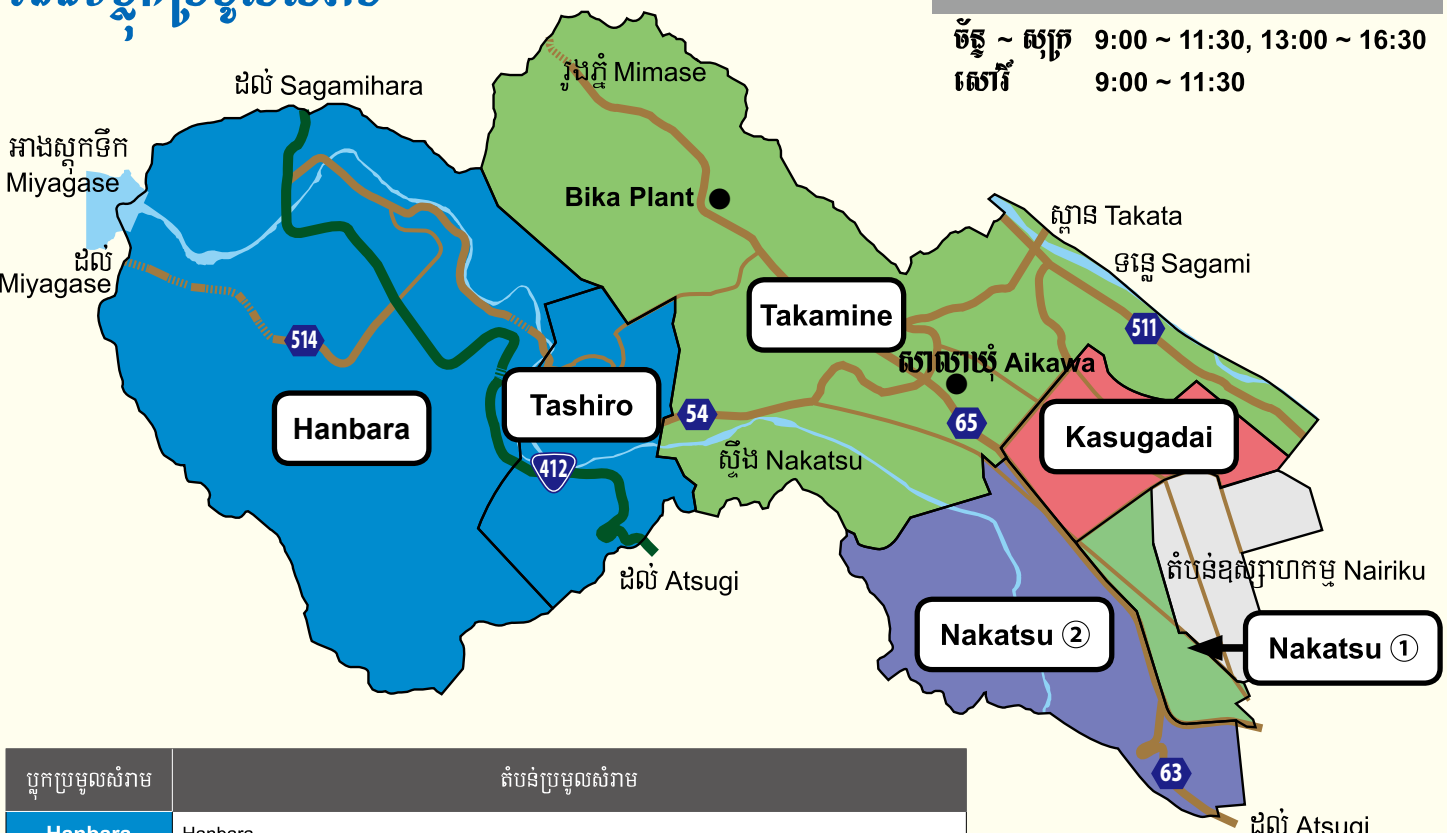 ច័ន្ទ ~ សុក្រ 9:00 ~ 11:30, 13:00 ~ 16:30
សៅរ៍ 9:00 ~ 11:30
រូងភ្នំ Mimase
ដល់ Sagamihara
អាងស្តុកទឹក
Miyagase
Bika Plant
ស្ពាន Takata
ទន្លេ Sagami
ដល់
Miyagase
Takamine
511
514
សាលាឃុំ Aikawa
Hanbara
Tashiro
54
65
Kasugadai
ស្ទឹង Nakatsu
412
ដល់ Atsugi
តំបន់ឧស្សាហកម្ម Nairiku
Nakatsu ②
Nakatsu ①
63
ដល់ Atsugi
ប្លុកប្រមូលសំរាម
តំបន់ប្រមូលសំរាម
Hanbara
Hanbara